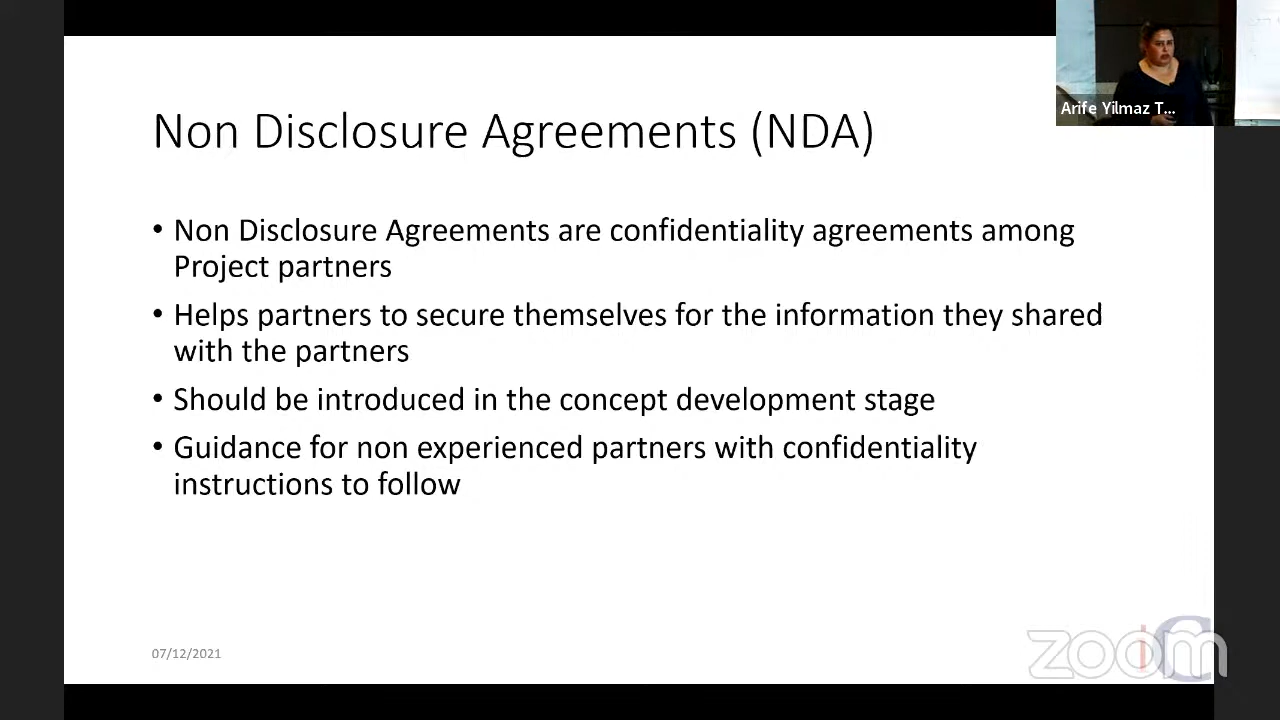 Arife Yilmaz T...
Non Disclosure Agreements (NDA)
• Non Disclosure Agreements are confidentiality agreements among
Project partners
• Helps partners to secure themselves for the information they shared
with the partners
• Should be introduced in the concept development stage
• Guidance for non experienced partners with confidentiality
instructions to follow
07/12/2021
zoom